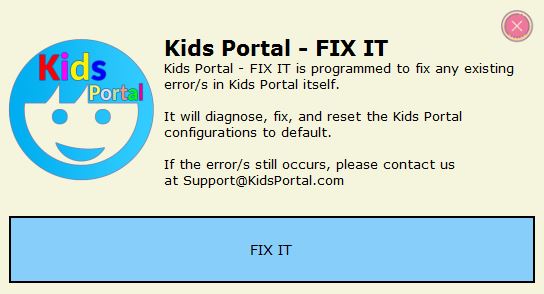 Kids
Portal
Kids Portal - FIX IT
Kids Portal - FIX IT is programmed to fix any existing
error/s in Kids Portal itself.
It will diagnose, fix, and reset the Kids Portal
configurations to default.
If the error/s still occurs, please contact us
at Support@KidsPortal.com
FIX IT